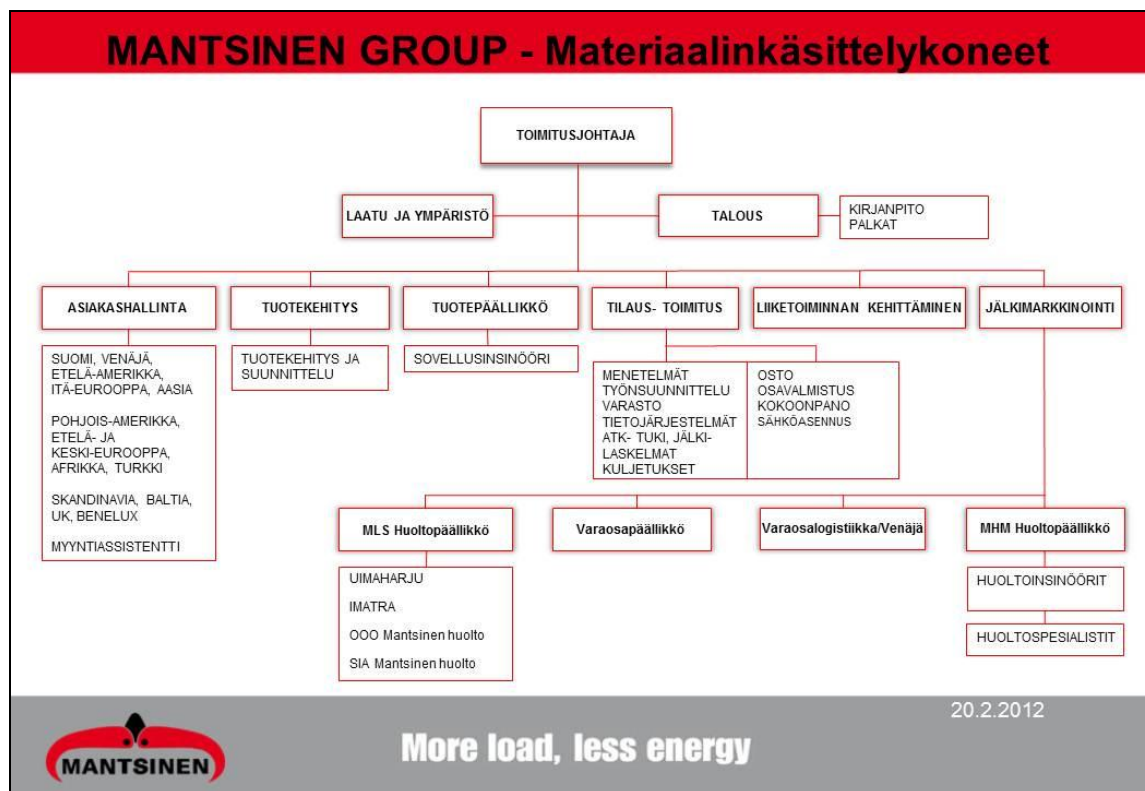 MANTSINEN GROUP - Materiaalinkäsittelykoneet
TOIMITUSJOHTAJA
LAATU JA YMPÄRISTÖ
TALOUS
KIRJANPITO
PALKAT
ASIAKASHALLINTA
TUOTEKEHITYS
TUOTEPÄÄLLIKKÖ
TILAUS- TOIMITUS
LIIKETOIMINNAN KEHITTÄMINEN
JÄLKIMARKKINOINTI
SUOMI, VENÄJÄ,
ETELÄ-AMERIKKA,
ITÄ-EUROOPPA, AASIA
POHJOIS-AMERIKKA,
ETELÄ- JA
KESKI-EUROOPPA,
AFRIKKA, TURKKI
SKANDINAVIA, BALTIA,
UK, BENELUX
MYYNTIASSISTENTTI
TUOTEKEHITYS JA
SUUNNITTELU
SOVELLUSINSINÖÖRI
MENETELMÄT
TYÖNSUUNNITTELU
VARASTO
TIETOJÄRJESTELMÄT
ATK- TUKI, JÄLKI-
LASKELMAT
KULJETUKSET
OSTO
OSAVALMISTUS
KOKOONPANO
SÄHKÖASENNUS
MLS Huoltopäällikkö
Varaosapäällikkö
Varaosalogistiikka/Venäjä
MHM Huoltopäällikkö
UIMAHARJU
IMATRA
OOO Mantsinen huolto
SIA Mantsinen huolto
HUOLTOINSINÖÖRIT
HUOLTOSPESIALISTIT
20.2.2012
MANTSINEN
More load, less energy